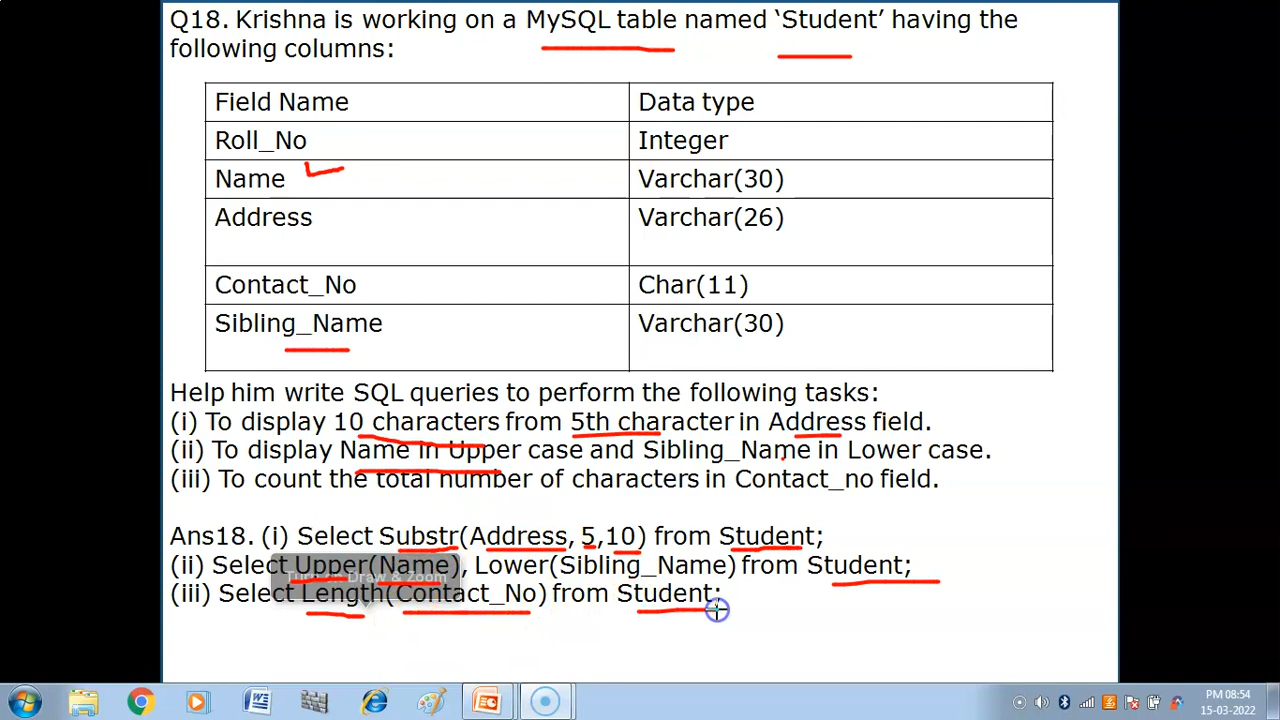 Q18. Krishna is working on a MySQL table named ‘Student’ having the
following columns:
Field Name Data type
Roll_No Integer
Name Varchar(30)
Address Varchar(26)
Contact_No Char(11)
Sibling_Name Varchar(30)
Help him write SQL queries to perform the following tasks:
(i) To display 10 characters from 5th character in Address field.
(ii) To display Name in Upper case and Sibling_Name in Lower case.
(iii) To count the total number of characters in Contact_no field.
Ans18. (i) Select Substr(Address, 5,10) from Student;
(ii) Select Upper(Name), Lower(Sibling_Name) from Student;
Draw & Zoom
(iii) Select Length(Contact_No) from Student;
PM 08:54
15-03-2022